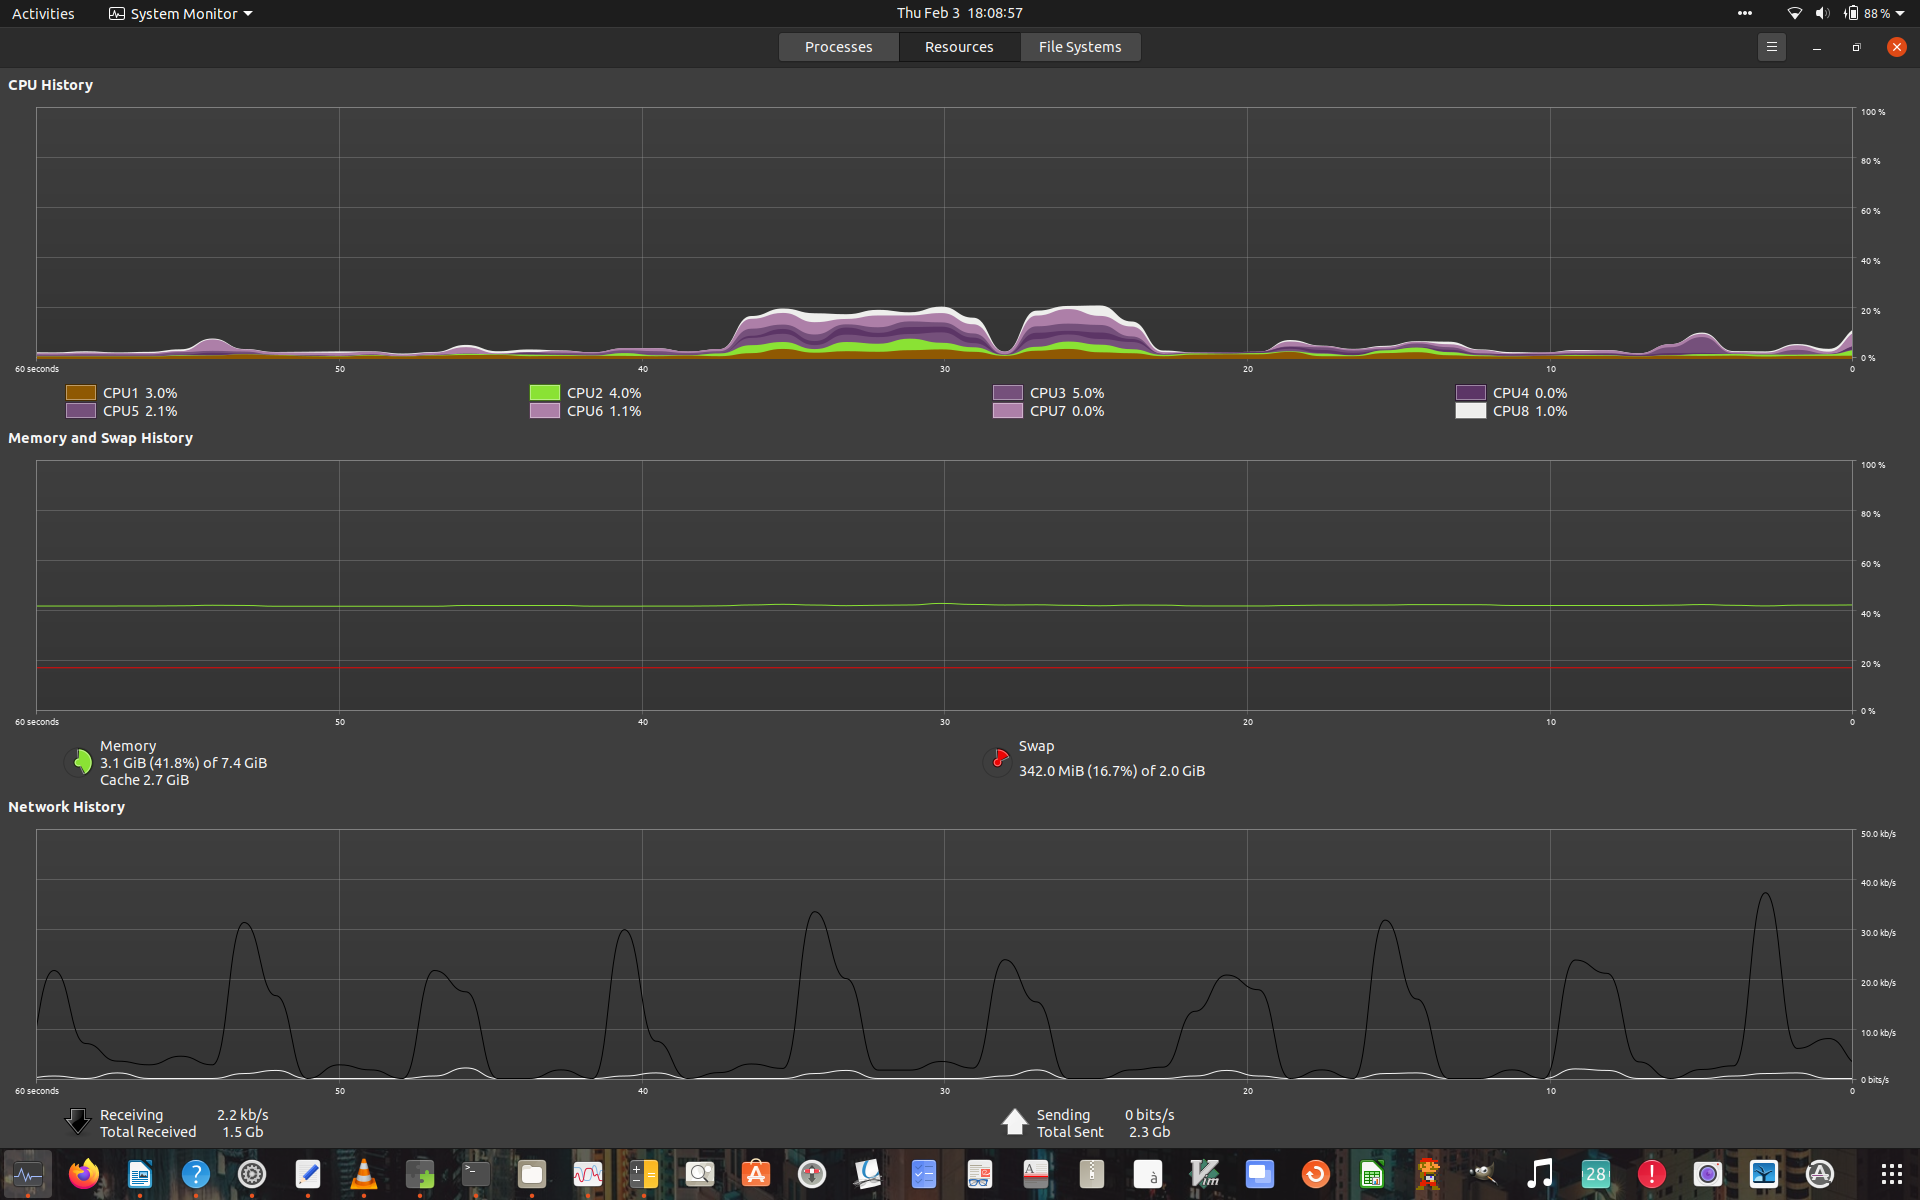 Activities System Monitor Thu Feb 3 18:08:57 88 %
Processes Resources File Systems
CPU History
100 %
80 %
60 %
40 %
20 %
0 %
60 seconds 50 40 30 20 10 0
CPU1 3.0% CPU2 4.0% CPU3 5.0% CPU4 0.0%
CPU5 2.1% CPU6 1.1% CPU7 0.0% CPU8 1.0%
Memory and Swap History
100 %
80 %
60 %
40 %
20 %
0 %
60 seconds 50 40 30 20 10 0
Memory
3.1 GiB (41.8%) of 7.4 GiB
Cache 2.7 GiB
Swap
342.0 MiB (16.7%) of 2.0 GiB
Network History
50.0 kb/s
40.0 kb/s
30.0 kb/s
20.0 kb/s
10.0 kb/s
0 bits/s
60 seconds 50 40 30 20 10 0
Receiving 2.2 kb/s
Total Received 1.5 Gb
Sending 0 bits/s
Total Sent 2.3 Gb
? >_ A A à Vim 28 !